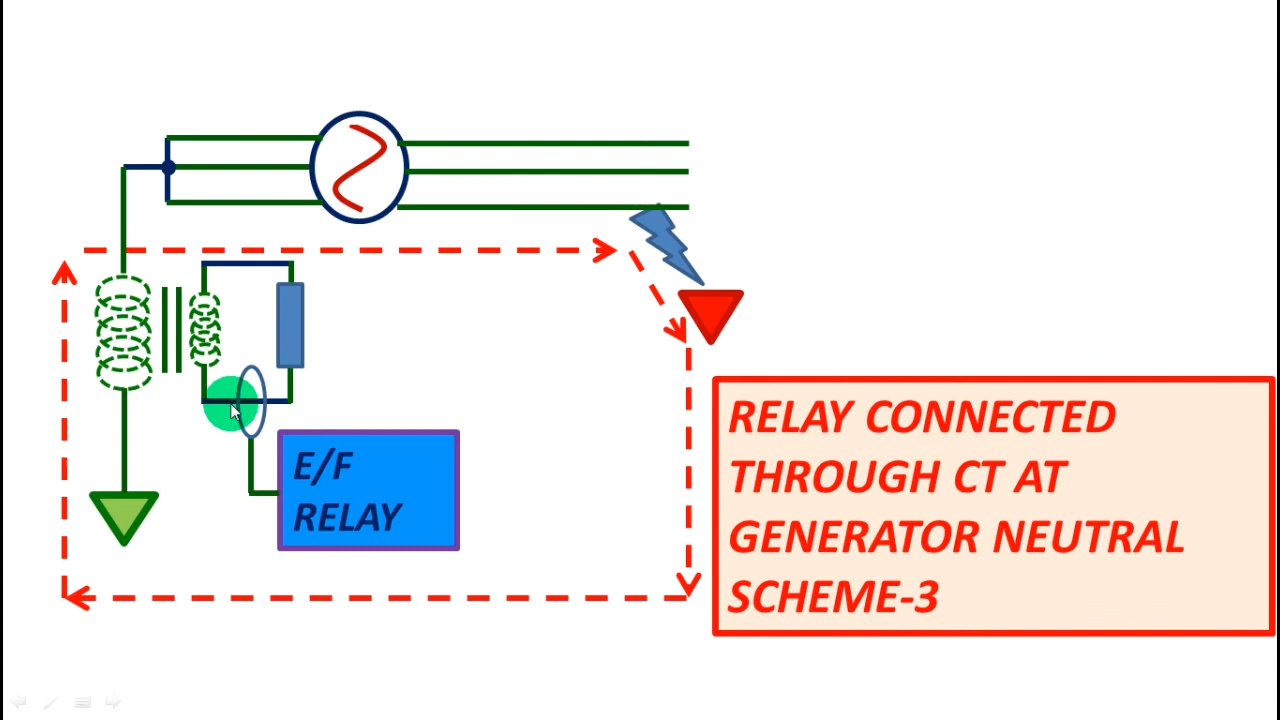 E/F
RELAY
RELAY CONNECTED
THROUGH CT AT
GENERATOR NEUTRAL
SCHEME-3